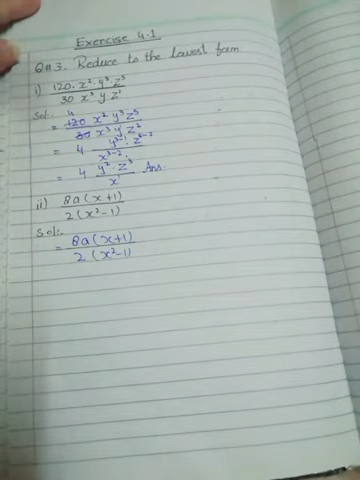 Exercise 4.1
Q#3. Reduce to the lowest form
i) 120. x². y³. z⁵ / 30 x³ y. z²
Sol:
= 4 120 x² y³ z⁵ / 30 x³ y z²
= 4 y³⁻¹. z⁵⁻² / x³⁻².
= 4 y². z³ / x Ans:
ii) 8a (x+1) / 2 (x²-1)
Sol:.
= 8a (x+1) / 2 (x²-1)